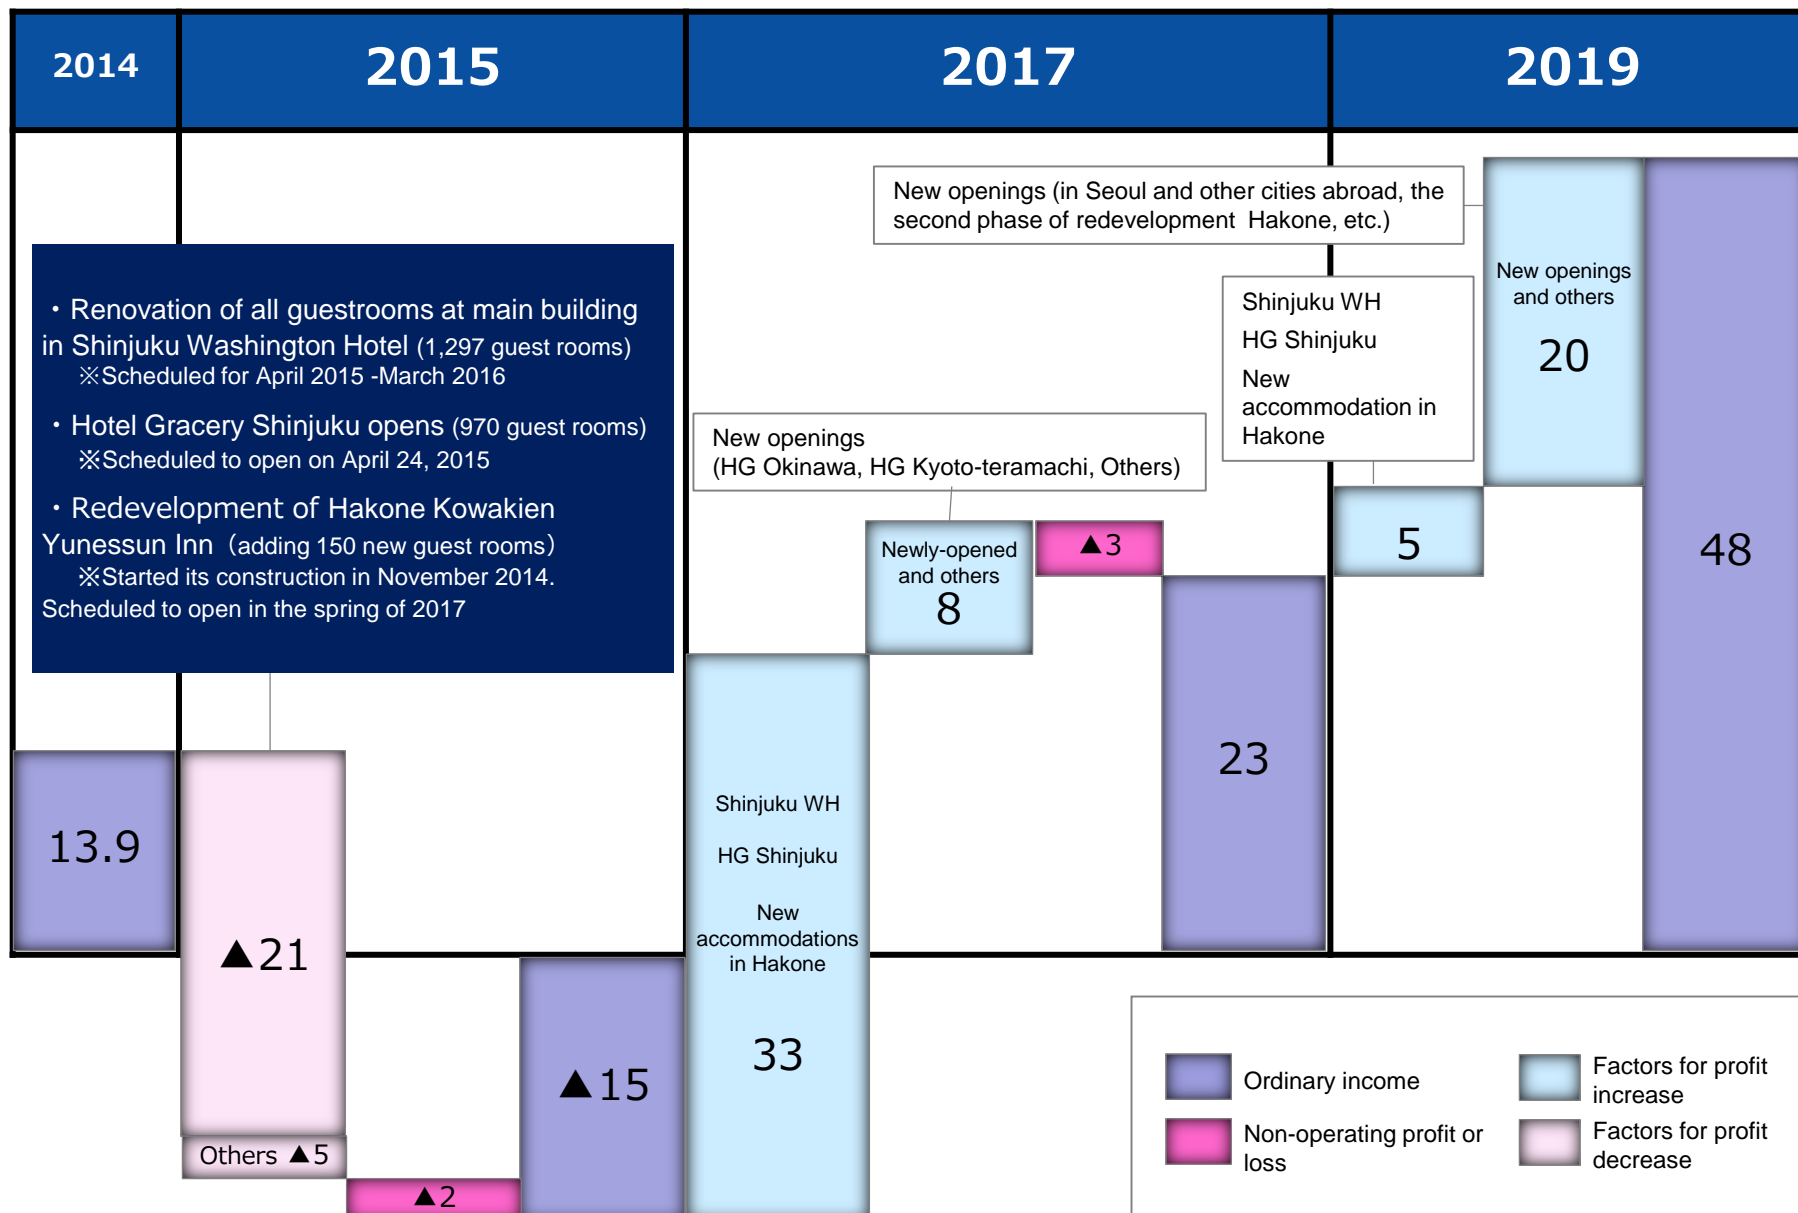 2014
2015
2017
2019
・Renovation of all guestrooms at main building
in Shinjuku Washington Hotel (1,297 guest rooms)
※Scheduled for April 2015 -March 2016
・Hotel Gracery Shinjuku opens (970 guest rooms)
※Scheduled to open on April 24, 2015
・Redevelopment of Hakone Kowakien
Yunessun Inn（adding 150 new guest rooms）
※Started its construction in November 2014.
Scheduled to open in the spring of 2017
13.9
▲21
Others ▲5
▲2
▲15
Shinjuku WH
HG Shinjuku
New
accommodations
in Hakone
33
New openings
(HG Okinawa, HG Kyoto-teramachi, Others)
Newly-opened
and others
8
▲3
23
New openings (in Seoul and other cities abroad, the
second phase of redevelopment Hakone, etc.)
Shinjuku WH
HG Shinjuku
New
accommodation in
Hakone
5
New openings
and others
20
48
Ordinary income
Non-operating profit or
loss
Factors for profit
increase
Factors for profit
decrease